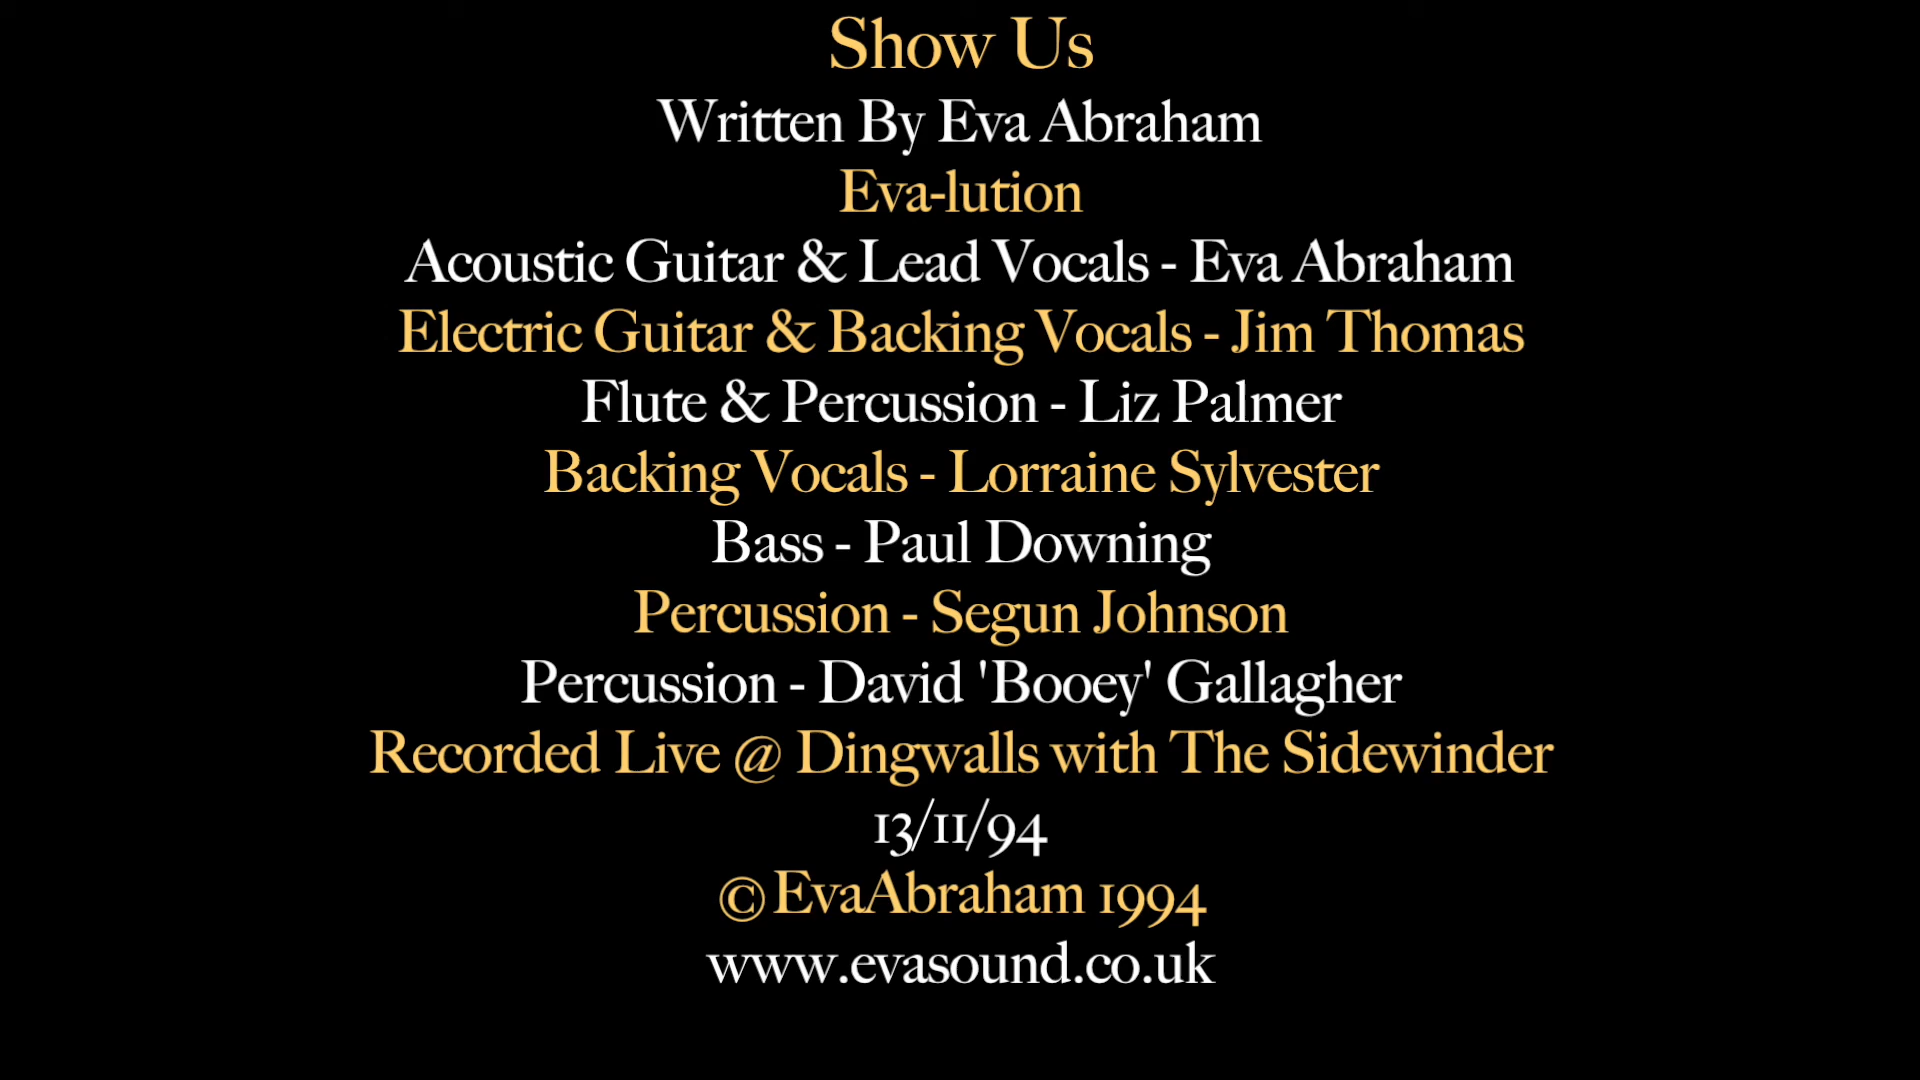 Show Us
Written By Eva Abraham
Eva-lution
Acoustic Guitar & Lead Vocals - Eva Abraham
Electric Guitar & Backing Vocals - Jim Thomas
Flute & Percussion - Liz Palmer
Backing Vocals - Lorraine Sylvester
Bass - Paul Downing
Percussion - Segun Johnson
Percussion - David 'Booey' Gallagher
Recorded Live @ Dingwalls with The Sidewinder
13/11/94
© EvaAbraham 1994
www.evasound.co.uk